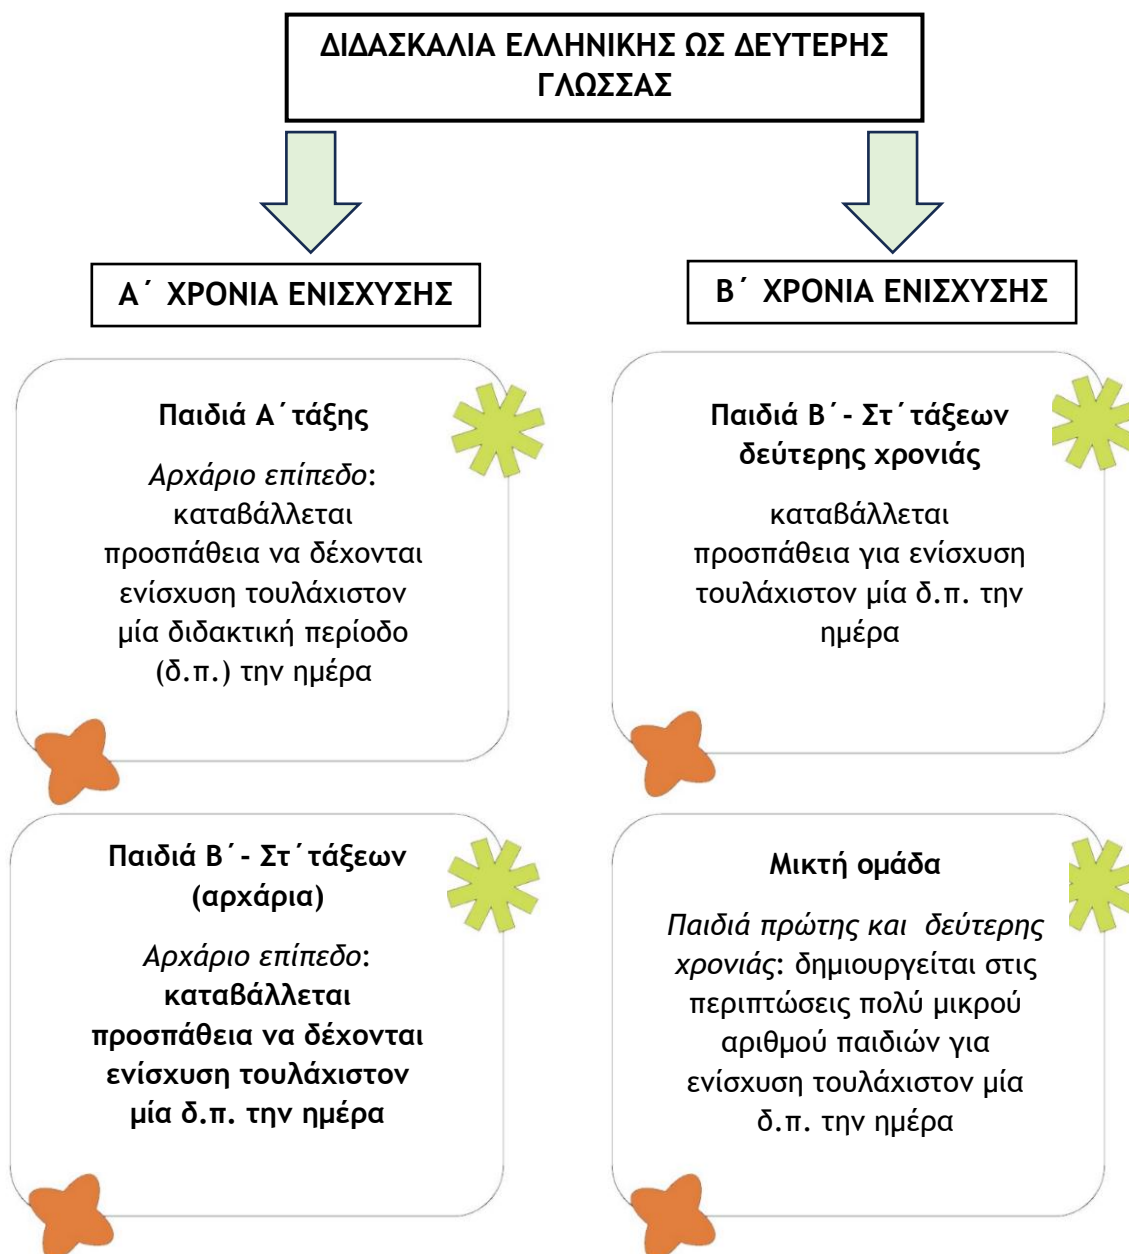 ΔΙΔΑΣΚΑΛΙΑ ΕΛΛΗΝΙΚΗΣ ΩΣ ΔΕΥΤΕΡΗΣ
ΓΛΩΣΣΑΣ
Α΄ ΧΡΟΝΙΑ ΕΝΙΣΧΥΣΗΣ
Παιδιά Α΄τάξης
Αρχάριο επίπεδο:
καταβάλλεται
προσπάθεια να δέχονται
ενίσχυση τουλάχιστον
μία διδακτική περίοδο
(δ.π.) την ημέρα
Παιδιά Β΄- Στ΄τάξεων
(αρχάρια)
Αρχάριο επίπεδο:
καταβάλλεται
προσπάθεια να δέχονται
ενίσχυση τουλάχιστον
μία δ.π. την ημέρα
Β΄ ΧΡΟΝΙΑ ΕΝΙΣΧΥΣΗΣ
Παιδιά Β΄- Στ΄τάξεων
δεύτερης χρονιάς
καταβάλλεται
προσπάθεια για ενίσχυση
τουλάχιστον μία δ.π. την
ημέρα
Μικτή ομάδα
Παιδιά πρώτης και δεύτερης
χρονιάς: δημιουργείται στις
περιπτώσεις πολύ μικρού
αριθμού παιδιών για
ενίσχυση τουλάχιστον μία
δ.π. την ημέρα